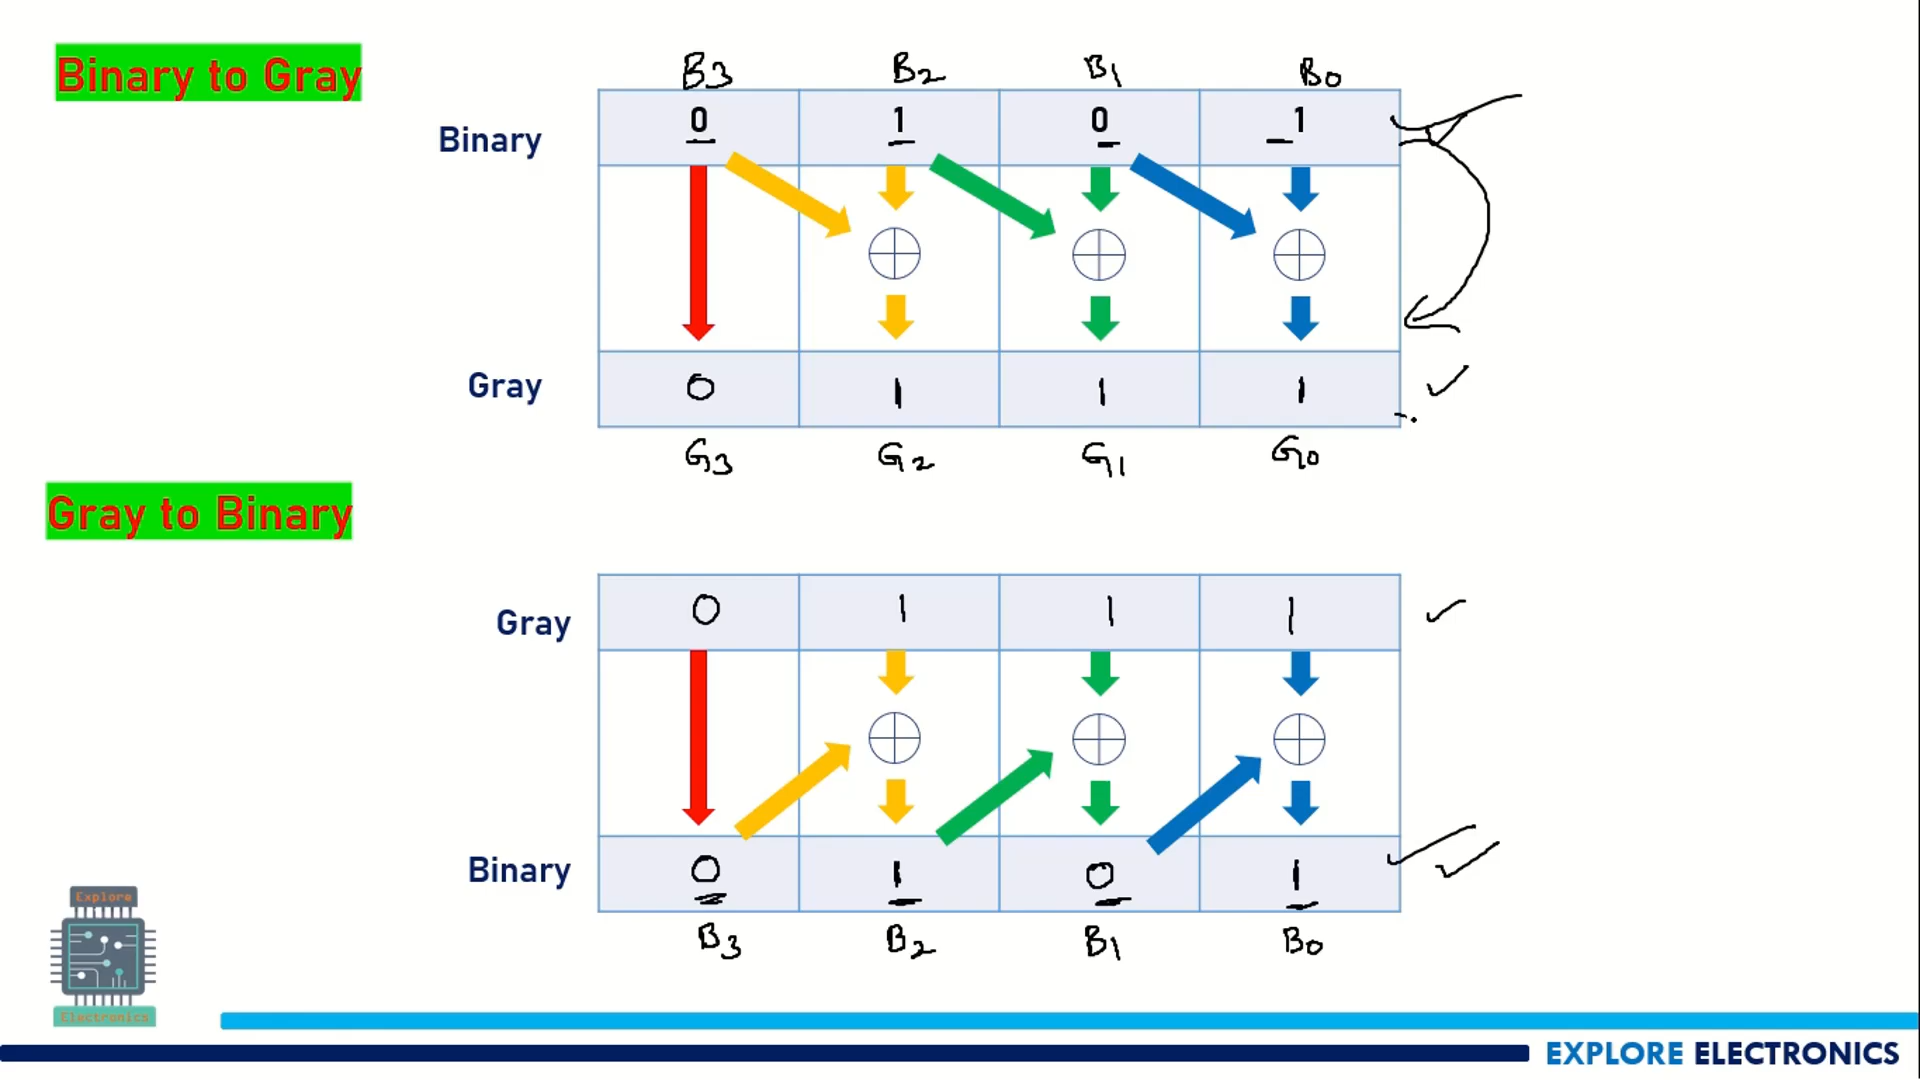 Binary to Gray
B3 B2 B1 B0
Binary 0 1 0 1
Gray 0 1 1 1
G3 G2 G1 G0
Gray to Binary
Gray 0 1 1 1
Binary 0 1 0 1
B3 B2 B1 B0
Explore
Electronics
EXPLORE ELECTRONICS